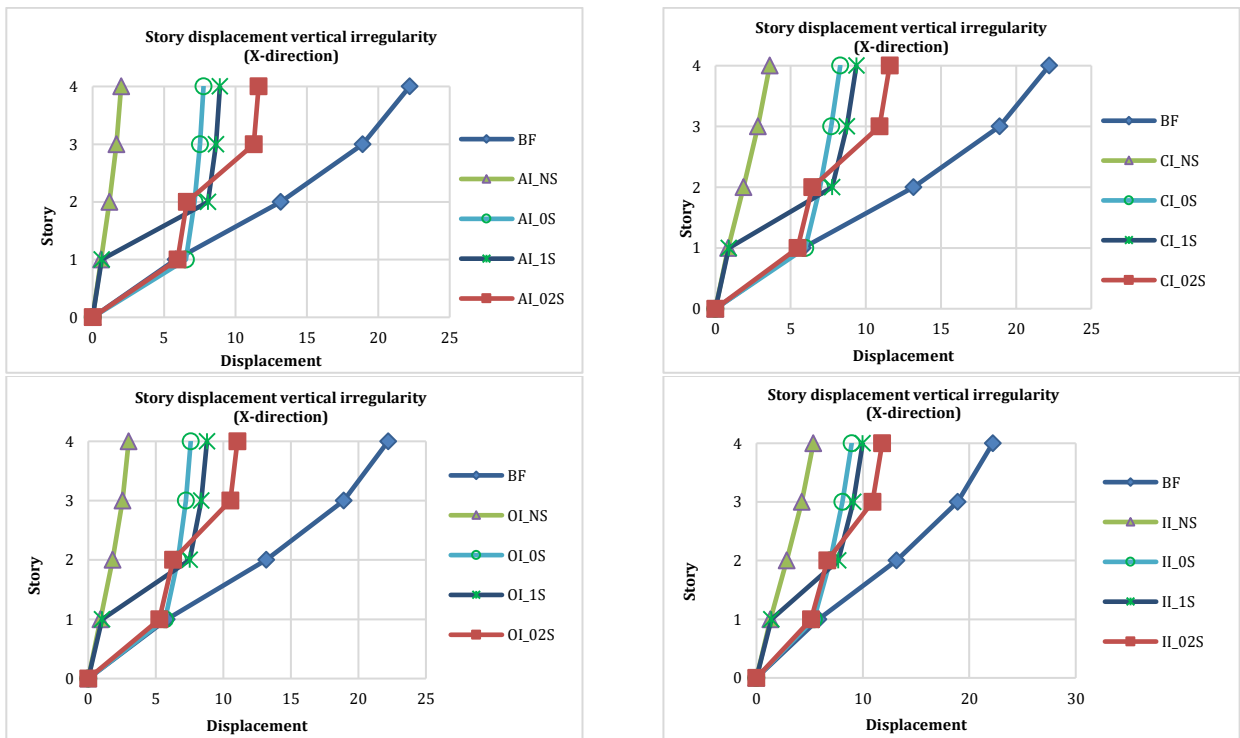 Story displacement vertical irregularity
(X-direction)
4
3
2
1
0
Story
0 5 10 15 20 25
Displacement
BF
AI_NS
AI_0S
AI_1S
AI_02S
Story displacement vertical irregularity
(X-direction)
4
3
2
1
0
Story
0 5 10 15 20 25
Displacement
BF
CI_NS
CI_0S
CI_1S
CI_02S
Story displacement vertical irregularity
(X-direction)
4
3
2
1
0
Story
0 5 10 15 20 25
Displacement
BF
OI_NS
OI_0S
OI_1S
OI_02S
Story displacement vertical irregularity
(X-direction)
4
3
2
1
0
Story
0 10 20 30
Displacement
BF
II_NS
II_0S
II_1S
II_02S